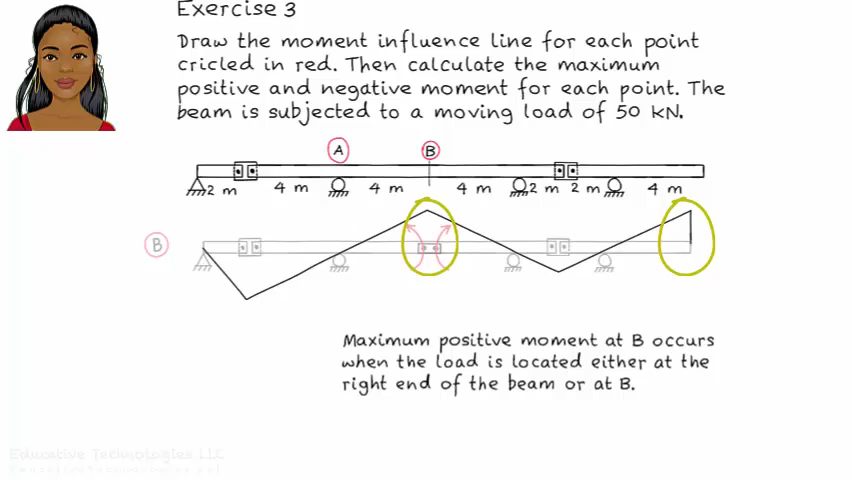 Exercise 3
Draw the moment influence line for each point
cricled in red. Then calculate the maximum
positive and negative moment for each point. The
beam is subjected to a moving load of 50 kN.
A B
2 m 4 m 4 m 4 m 2 m 2 m 4 m
B
Maximum positive moment at B occurs
when the load is located either at the
right end of the beam or at B.
Educative Technologies LLC